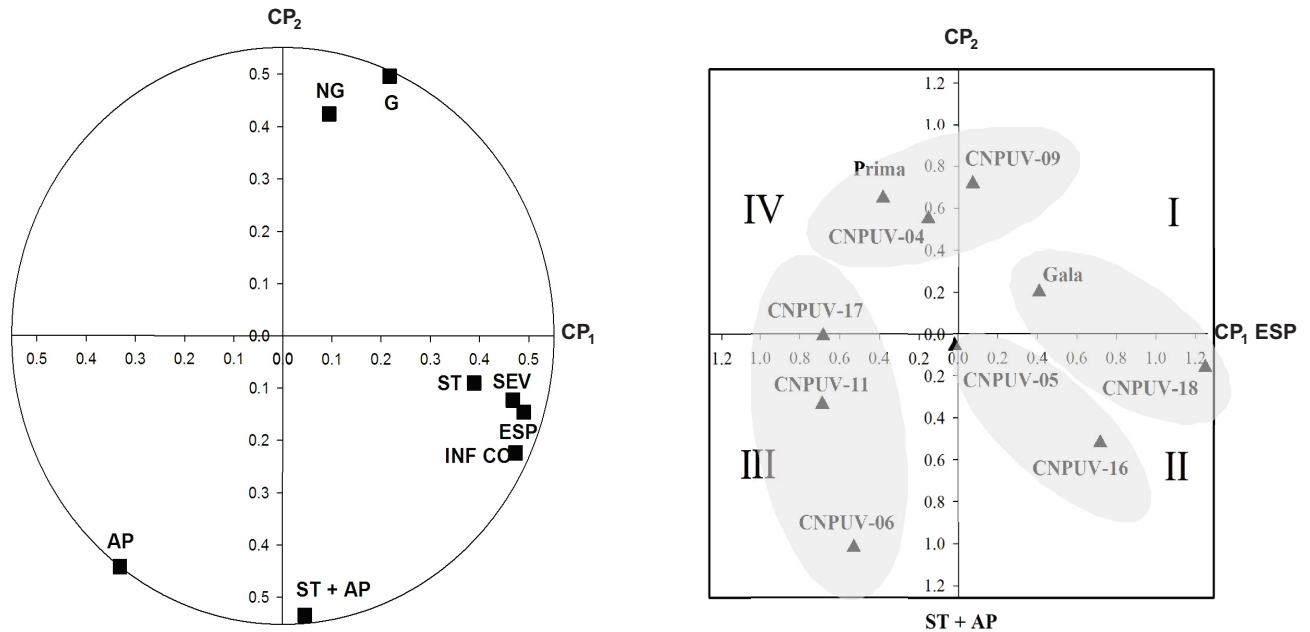 CP2
0.5
NG
G
0.4
0.3
0.2
0.1
0.0
CP1
0.5 0.4 0.3 0.2 0.1 0.0 0.1 0.2 0.3 0.4 0.5
ST SEV
0.1
ESP
0.2
INF CO
0.3
AP
0.4
ST + AP
0.5
CP2
1.2
1.0
Prima
0.8
CNPUV-09
IV
0.6
I
CNPUV-04
0.4
Gala
0.2
CNPUV-17
0.0
CP1 ESP
1.2 1.0 0.8 0.6 0.4 0.2 0.0 0.2 0.4 0.6 0.8 1.0 1.2
0.2
CNPUV-11
CNPUV-05
CNPUV-18
0.4
0.6
III
CNPUV-16
II
0.8
CNPUV-06
1.0
1.2
ST + AP